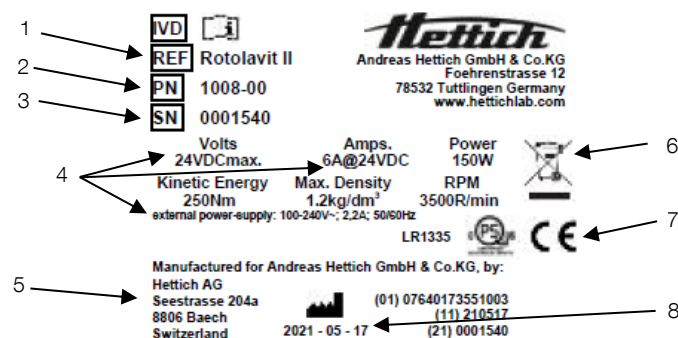 1
IVD i
REF Rotolavit II
2
PN 1008-00
3
SN 0001540
Hettich
Andreas Hettich GmbH & Co.KG
Foehrenstrasse 12
78532 Tuttlingen Germany
www.hettichlab.com
Volts Amps. Power
24VDCmax. 6A@24VDC 150W
4
6
Kinetic Energy Max. Density RPM
250Nm 1.2kg/dm³ 3500R/min
external power-supply: 100-240V~; 2,2A; 50/60Hz
LR1335 c PS US CE
7
Manufactured for Andreas Hettich GmbH & Co.KG, by:
Hettich AG
5
Seestrasse 204a (01) 07640173551003
8
8806 Baech (11) 210517
Switzerland 2021 - 05 - 17 (21) 0001540